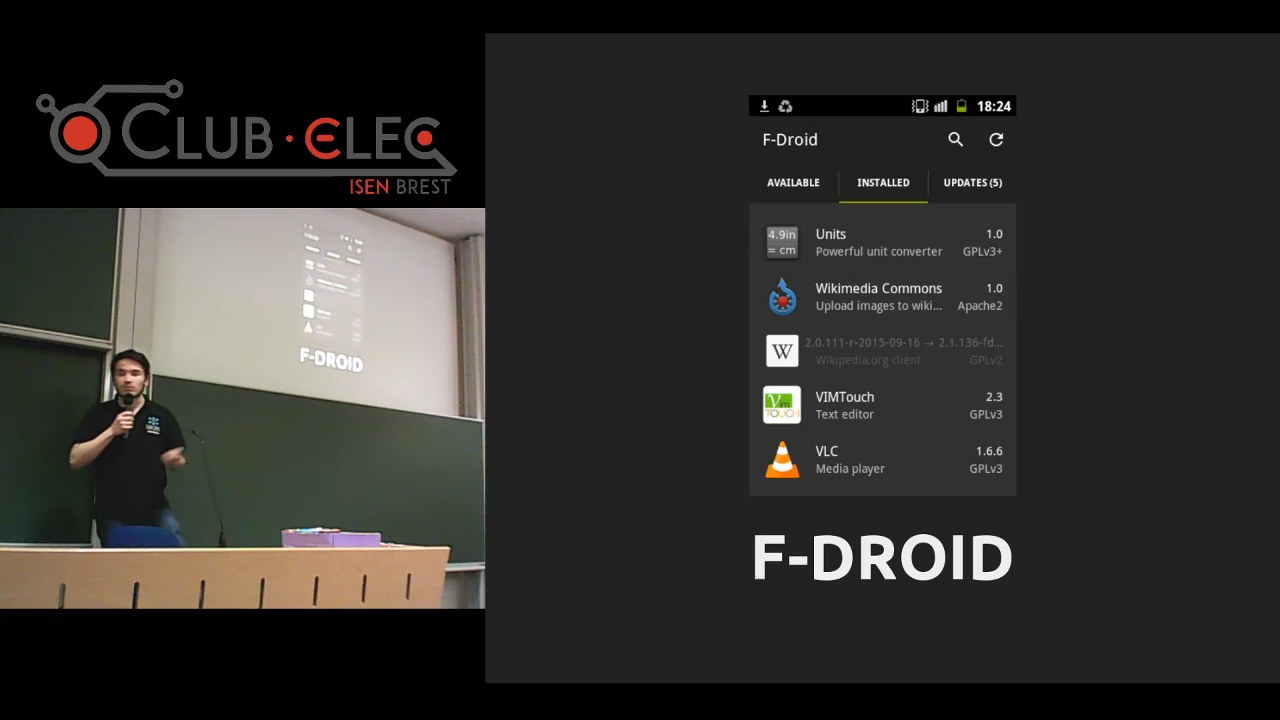 CLUB · ELEC
ISEN BREST
18:24
F-Droid
AVAILABLE INSTALLED UPDATES (5)
4.9in
= cm
Units 1.0
Powerful unit converter GPLv3+
Wikimedia Commons 1.0
Upload images to wiki... Apache2
W
2.0.111-r-2015-09-16 → 2.1.136-fd...
Wikipedia.org client GPLv2
VIM
TOUCH
VIMTouch 2.3
Text editor GPLv3
VLC 1.6.6
Media player GPLv3
F-DROID
F-DROID